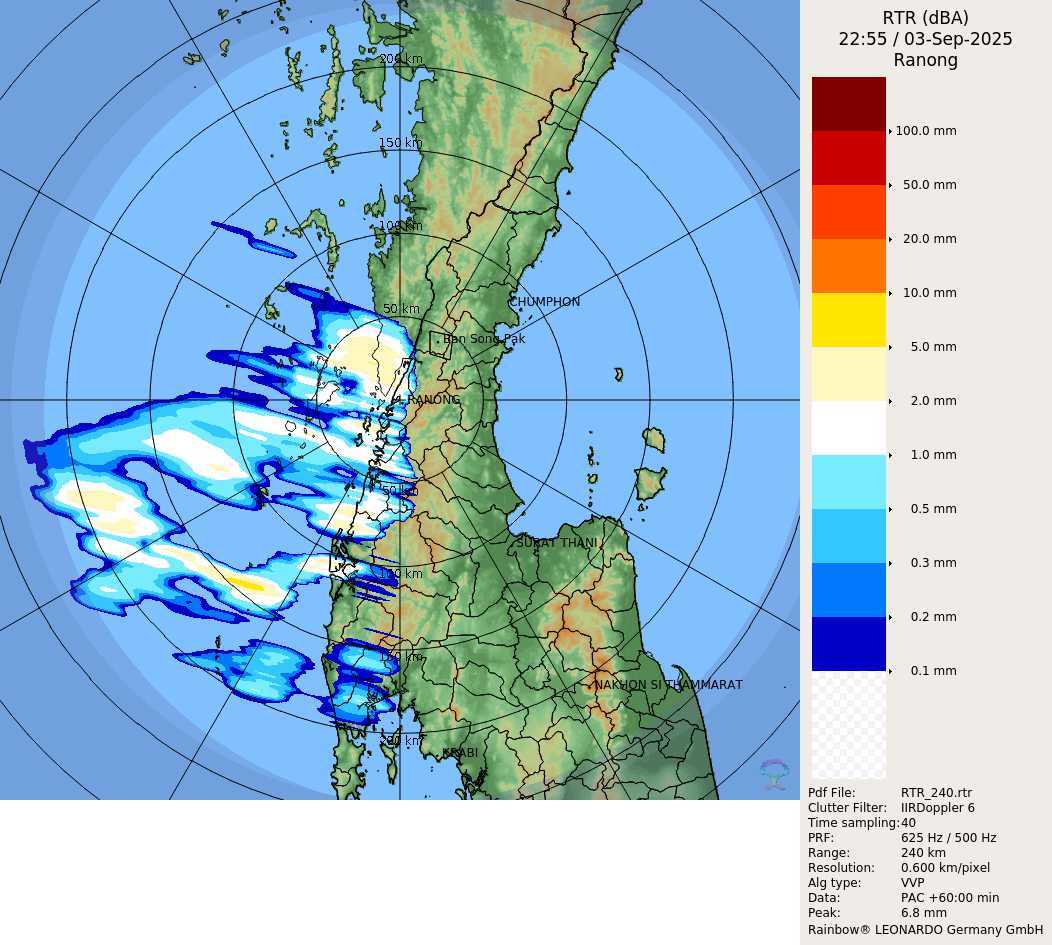 RTR (dBA)
22:55 / 03-Sep-2025
Ranong
100.0 mm
50.0 mm
20.0 mm
10.0 mm
5.0 mm
2.0 mm
1.0 mm
0.5 mm
0.3 mm
0.2 mm
0.1 mm
Pdf File: RTR_240.rtr
Clutter Filter: IIRDoppler 6
Time sampling: 40
PRF: 625 Hz / 500 Hz
Range: 240 km
Resolution: 0.600 km/pixel
Alg type: VVP
Data: PAC +60:00 min
Peak: 6.8 mm
Rainbow® LEONARDO Germany GmbH
200 km
150 km
100 km
CHUMPHON
50 km
Ban Song Pak
RANONG
50 km
SURAT THANI
100 km
150 km
NAKHON SI THAMMARAT
200 km
KRABI